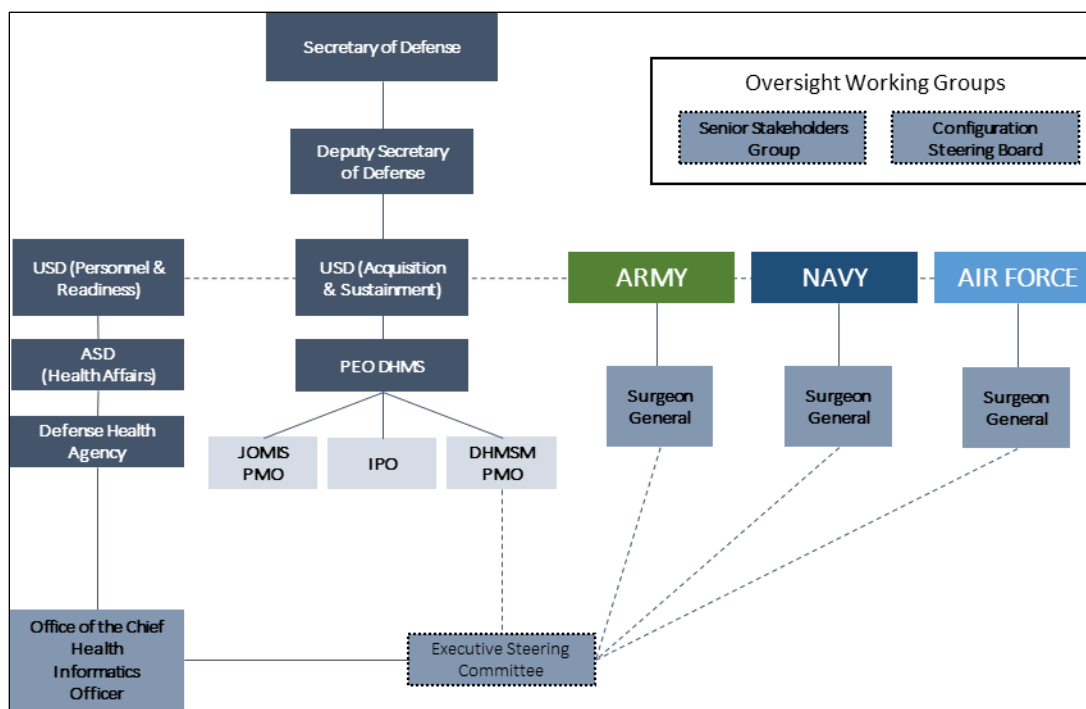 Secretary of Defense
Oversight Working Groups
Senior Stakeholders
Group
Configuration
Steering Board
Deputy Secretary
of Defense
USD (Personnel &
Readiness)
USD (Acquisition
& Sustainment)
ARMY
NAVY
AIR FORCE
ASD
(Health Affairs)
PEO DHMS
Surgeon
General
Surgeon
General
Surgeon
General
Defense Health
Agency
JOMIS
PMO
IPO
DHMSM
PMO
Office of the Chief
Health
Informatics
Officer
Executive Steering
Committee